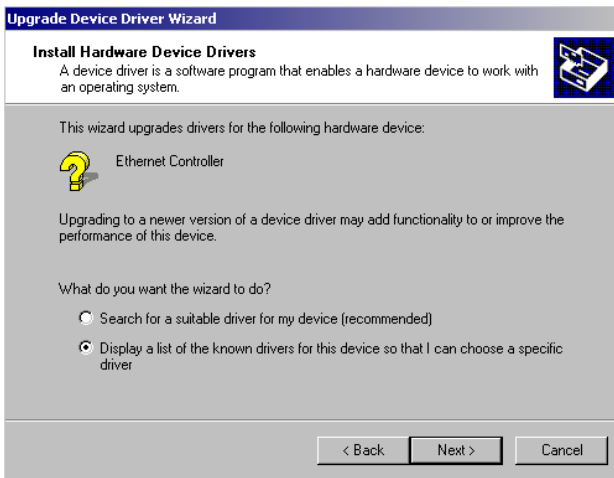 Upgrade Device Driver Wizard
Install Hardware Device Drivers
A device driver is a software program that enables a hardware device to work with
an operating system.
This wizard upgrades drivers for the following hardware device:
Ethernet Controller
Upgrading to a newer version of a device driver may add functionality to or improve the
performance of this device.
What do you want the wizard to do?
Search for a suitable driver for my device (recommended)
Display a list of the known drivers for this device so that I can choose a specific
driver
< Back Next > Cancel